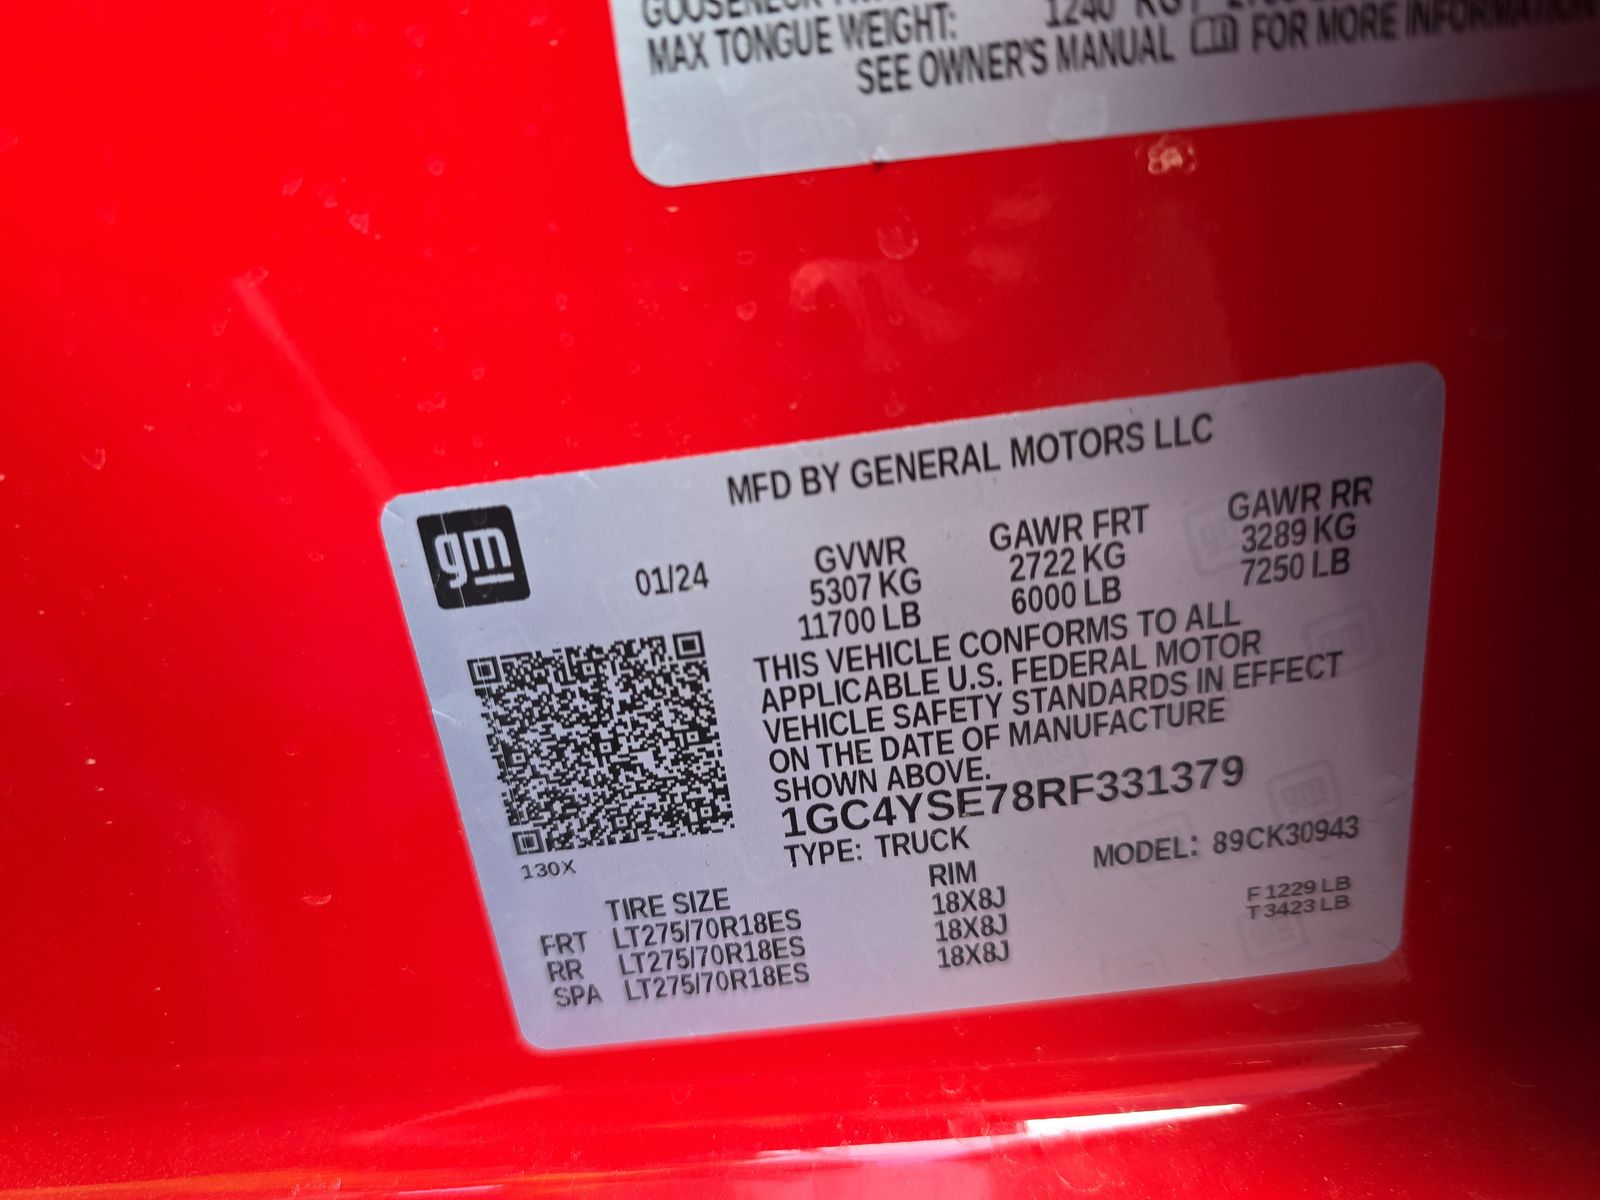 MAX TONGUE WEIGHT: 1240 KG
SEE OWNER'S MANUAL FOR MORE INFORMATION
MFD BY GENERAL MOTORS LLC
gm
01/24
GVWR GAWR FRT GAWR RR
5307 KG 2722 KG 3289 KG
11700 LB 6000 LB 7250 LB
THIS VEHICLE CONFORMS TO ALL
APPLICABLE U.S. FEDERAL MOTOR
VEHICLE SAFETY STANDARDS IN EFFECT
ON THE DATE OF MANUFACTURE
SHOWN ABOVE.
1GC4YSE78RF331379
TYPE: TRUCK MODEL: 89CK30943
130X
TIRE SIZE RIM
FRT LT275/70R18ES 18X8J F 1229 LB
RR LT275/70R18ES 18X8J T 3423 LB
SPA LT275/70R18ES 18X8J